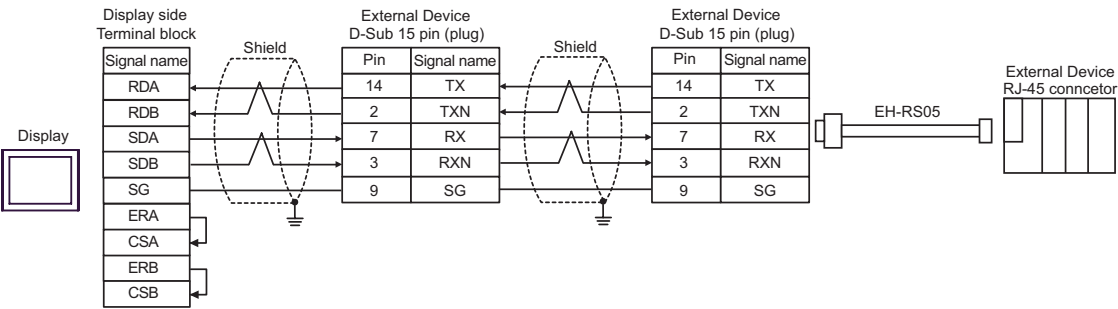 Display side
Terminal block
External Device
D-Sub 15 pin (plug)
External Device
D-Sub 15 pin (plug)
Shield
Shield
Signal name
Pin Signal name
Pin Signal name
External Device
RJ-45 conncetor
RDA 14 TX 14 TX
RDB 2 TXN 2 TXN
EH-RS05
Display
SDA 7 RX 7 RX
SDB 3 RXN 3 RXN
SG 9 SG 9 SG
ERA
CSA
ERB
CSB